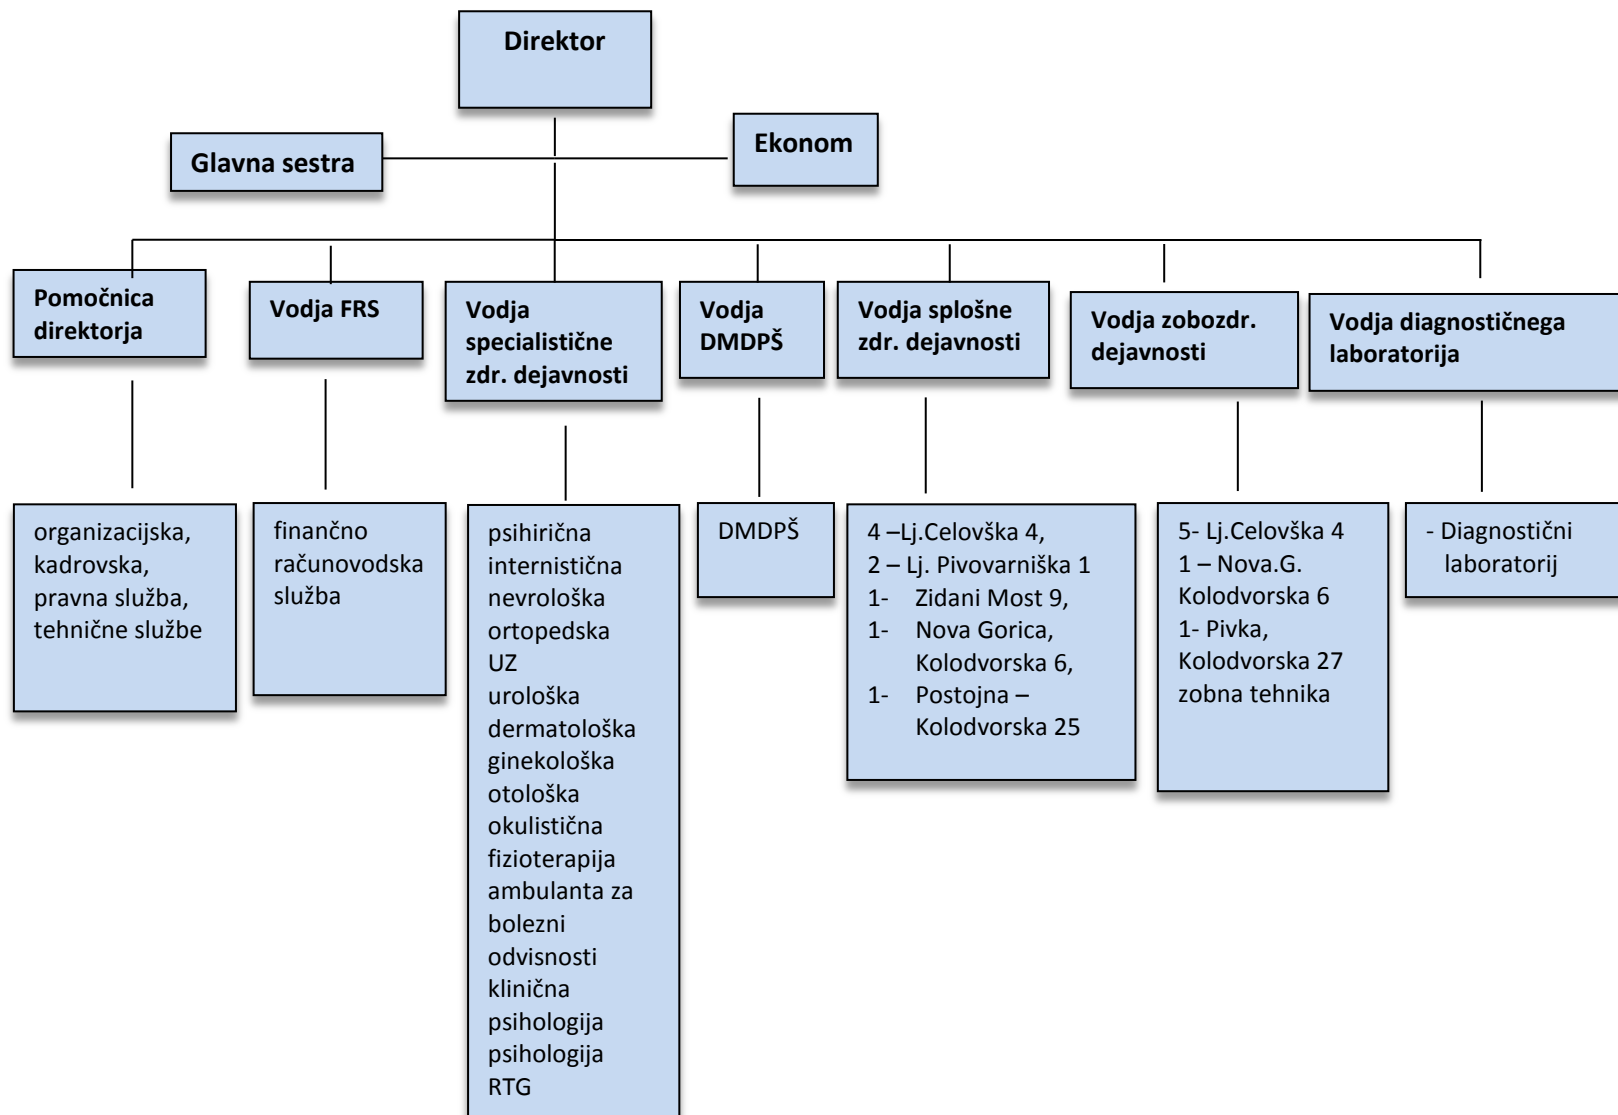 Direktor
Glavna sestra
Ekonom
Pomočnica
direktorja
Vodja FRS
Vodja
specialistične
zdr. dejavnosti
Vodja
DMDPŠ
Vodja splošne
zdr. dejavnosti
Vodja zobozdr.
dejavnosti
Vodja diagnostičnega
laboratorija
organizacijska,
kadrovska,
pravna služba,
tehnične službe
finančno
računovodska
služba
psihirična
internistična
nevrološka
ortopedska
UZ
urološka
dermatološka
ginekološka
otološka
okulistična
fizioterapija
ambulanta za
bolezni
odvisnosti
klinična
psihologija
psihologija
RTG
DMDPŠ
4 –Lj.Celovška 4,
2 – Lj. Pivovarniška 1
1- Zidani Most 9,
1- Nova Gorica,
Kolodvorska 6,
1- Postojna –
Kolodvorska 25
5- Lj.Celovška 4
1 – Nova.G.
Kolodvorska 6
1- Pivka,
Kolodvorska 27
zobna tehnika
- Diagnostični
laboratorij